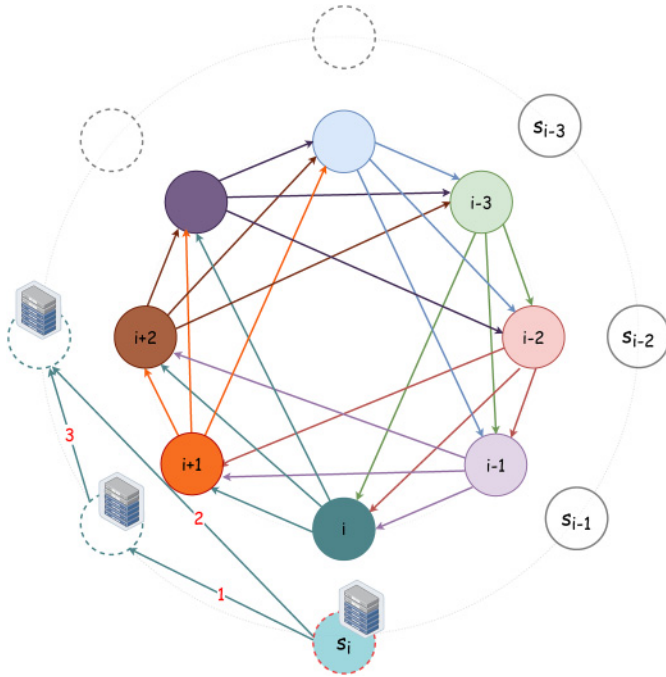 s_{i-3}
i-3
i+2
i-2
s_{i-2}
3
i+1
i-1
2
s_{i-1}
i
1
s_i